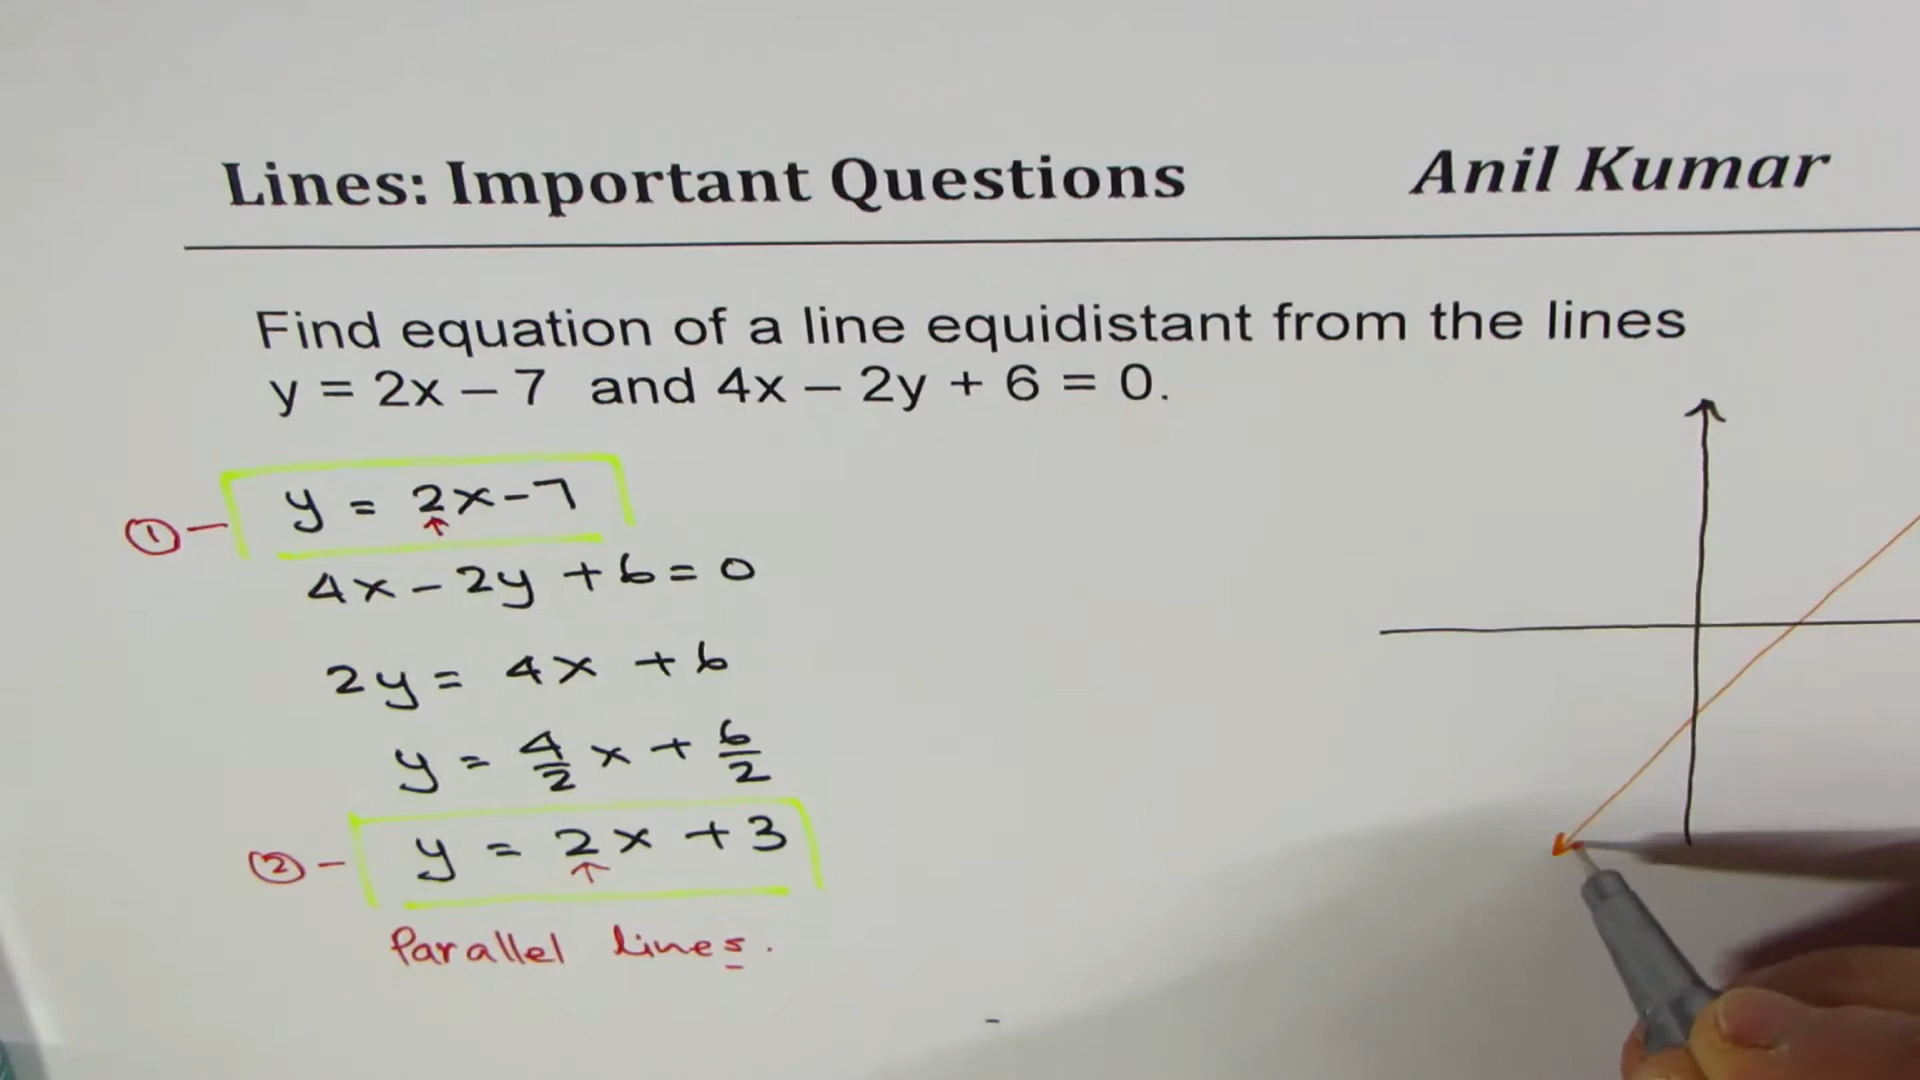 Lines: Important Questions Anil Kumar
Find equation of a line equidistant from the lines
y = 2x – 7 and 4x – 2y + 6 = 0.
① – y = 2x - 7
↑
4x - 2y + 6 = 0
2y = 4x + 6
y = 4/2 x + 6/2
② – y = 2x + 3
↑
Parallel lines.